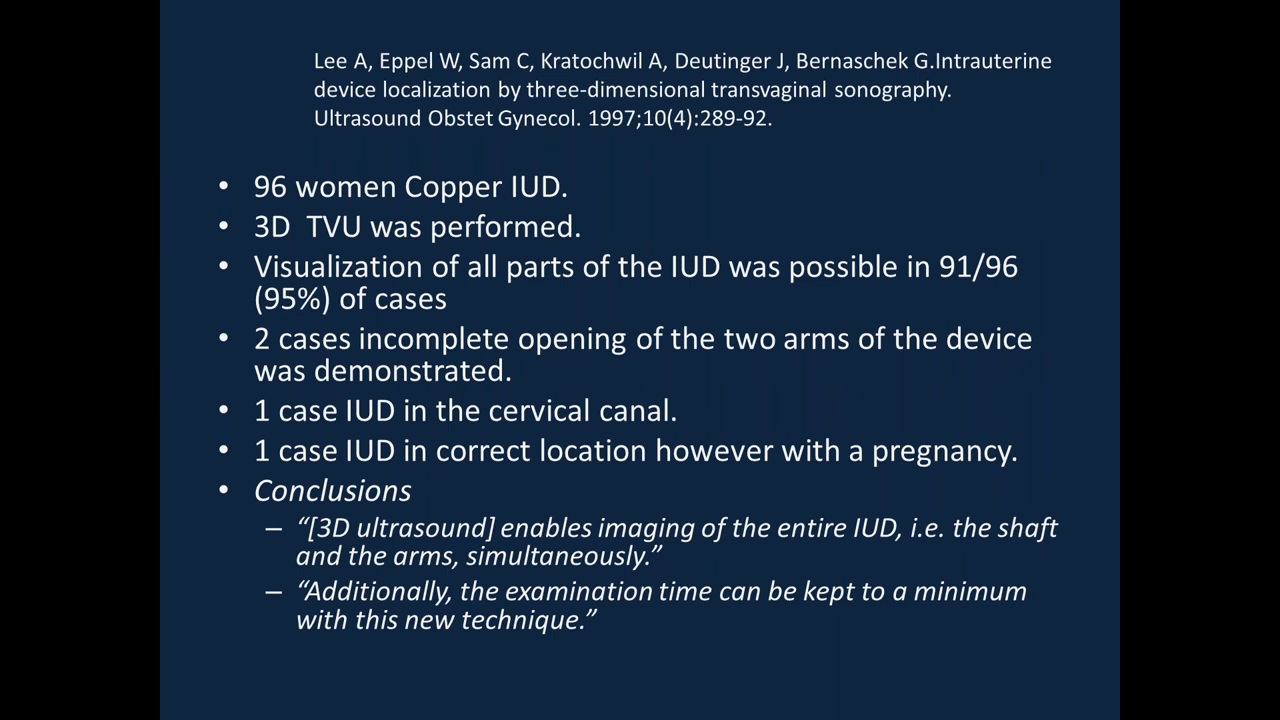 Lee A, Eppel W, Sam C, Kratochwil A, Deutinger J, Bernaschek G.Intrauterine
device localization by three-dimensional transvaginal sonography.
Ultrasound Obstet Gynecol. 1997;10(4):289-92.
• 96 women Copper IUD.
• 3D  TVU was performed.
• Visualization of all parts of the IUD was possible in 91/96
(95%) of cases
• 2 cases incomplete opening of the two arms of the device
was demonstrated.
• 1 case IUD in the cervical canal.
• 1 case IUD in correct location however with a pregnancy.
• Conclusions
– “[3D ultrasound] enables imaging of the entire IUD, i.e. the shaft
and the arms, simultaneously.”
– “Additionally, the examination time can be kept to a minimum
with this new technique.”